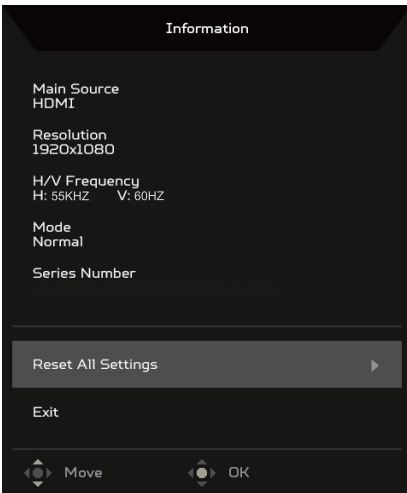 Information
Main Source
HDMI
Resolution
1920x1080
H/V Frequency
H: 55KHZ V: 60HZ
Mode
Normal
Series Number
Reset All Settings
Exit
Move OK